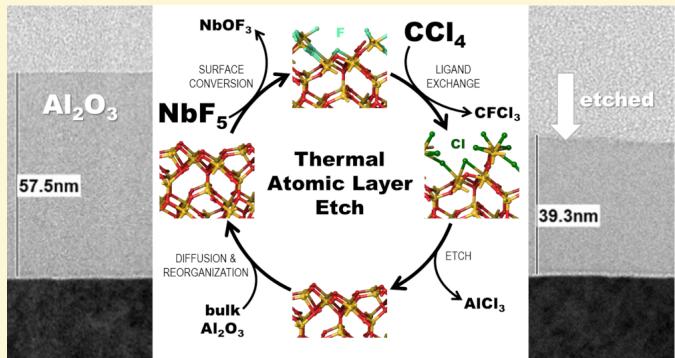 Al₂O₃
57.5nm
NbOF₃
SURFACE
CONVERSION
NbF₅
F
CCl₄
LIGAND
EXCHANGE
CFCl₃
Cl
Thermal
Atomic Layer
Etch
DIFFUSION &
REORGANIZATION
bulk
Al₂O₃
ETCH
AlCl₃
etched
39.3nm